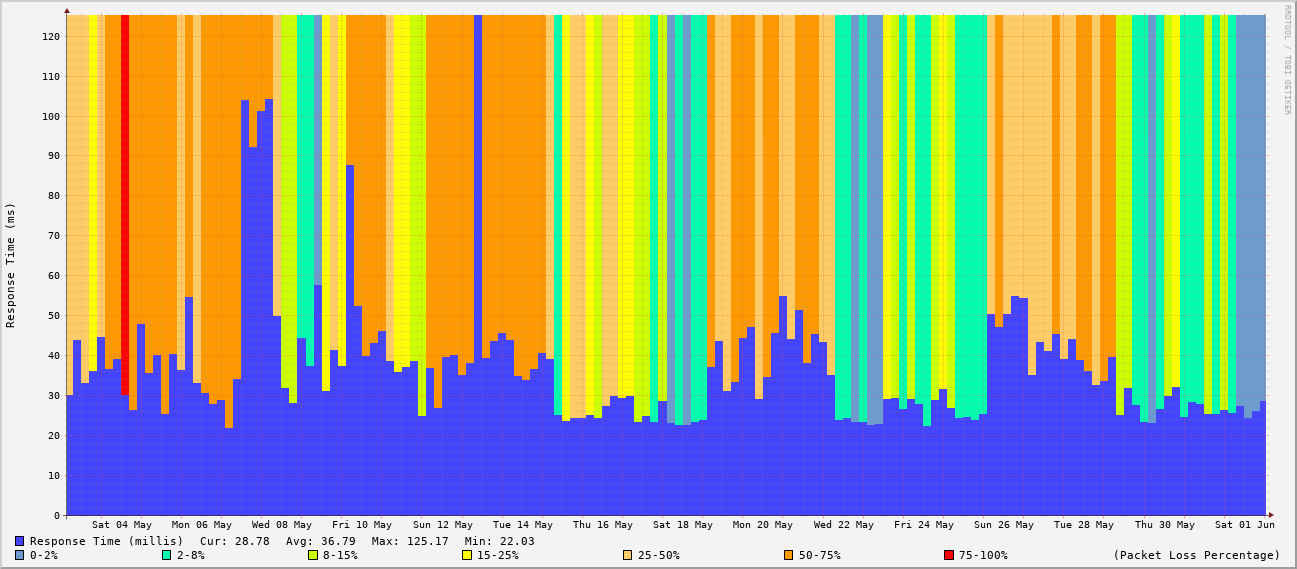 RRDTOOL / TOBI OETIKER
Response Time (ms)
120
110
100
90
80
70
60
50
40
30
20
10
0
Sat 04 May Mon 06 May Wed 08 May Fri 10 May Sun 12 May Tue 14 May Thu 16 May Sat 18 May Mon 20 May Wed 22 May Fri 24 May Sun 26 May Tue 28 May Thu 30 May Sat 01 Jun
Response Time (millis) Cur: 28.78 Avg: 36.79 Max: 125.17 Min: 22.03
0-2% 2-8% 8-15% 15-25% 25-50% 50-75% 75-100% (Packet Loss Percentage)